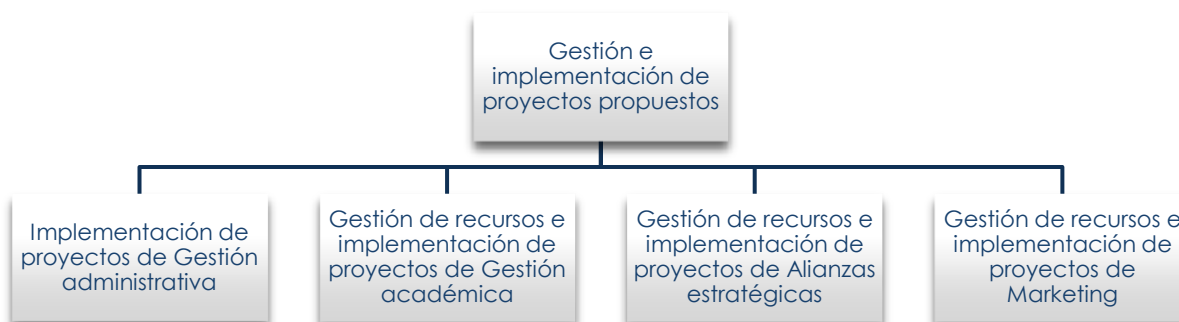 Gestión e
implementación de
proyectos propuestos
Implementación de
proyectos de Gestión
administrativa
Gestión de recursos e
implementación de
proyectos de Gestión
académica
Gestión de recursos e
implementación de
proyectos de Alianzas
estratégicas
Gestión de recursos e
implementación de
proyectos de
Marketing